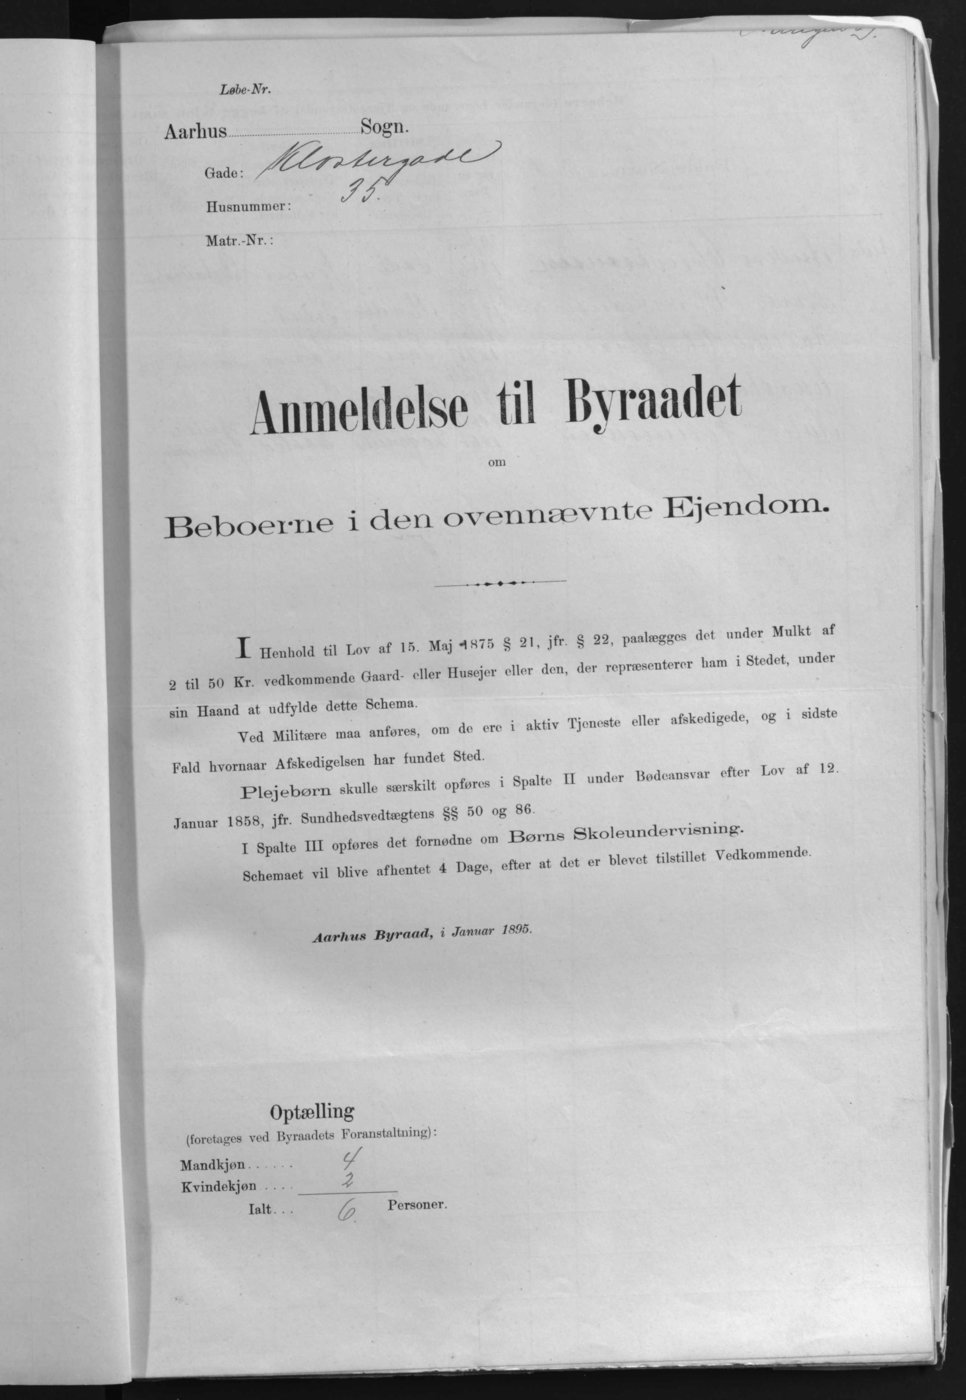 Løbe-Nr.
Aarhus Sogn.
Gade: Klostergade
Husnummer: 35.
Matr.-Nr.:
Anmeldelse til Byraadet
om
Beboerne i den ovennævnte Ejendom.
I Henhold til Lov af 15. Maj 1875 § 21, jfr. § 22, paalægges det under Mulkt af
2 til 50 Kr. vedkommende Gaard- eller Husejer eller den, der repræsenterer ham i Stedet, under
sin Haand at udfylde dette Schema.
Ved Militære maa anføres, om de ere i aktiv Tjeneste eller afskedigede, og i sidste
Fald hvornaar Afskedigelsen har fundet Sted.
Plejebørn skulle særskilt opføres i Spalte II under Bødeansvar efter Lov af 12.
Januar 1858, jfr. Sundhedsvedtægtens §§ 50 og 86.
I Spalte III opføres det fornødne om Børns Skoleundervisning.
Schemaet vil blive afhentet 4 Dage, efter at det er blevet tilstillet Vedkommende.
Aarhus Byraad, i Januar 1895.
Optælling
(foretages ved Byraadets Foranstaltning):
Mandkjøn...... 4
Kvindekjøn.... 2
Ialt... 6. Personer.